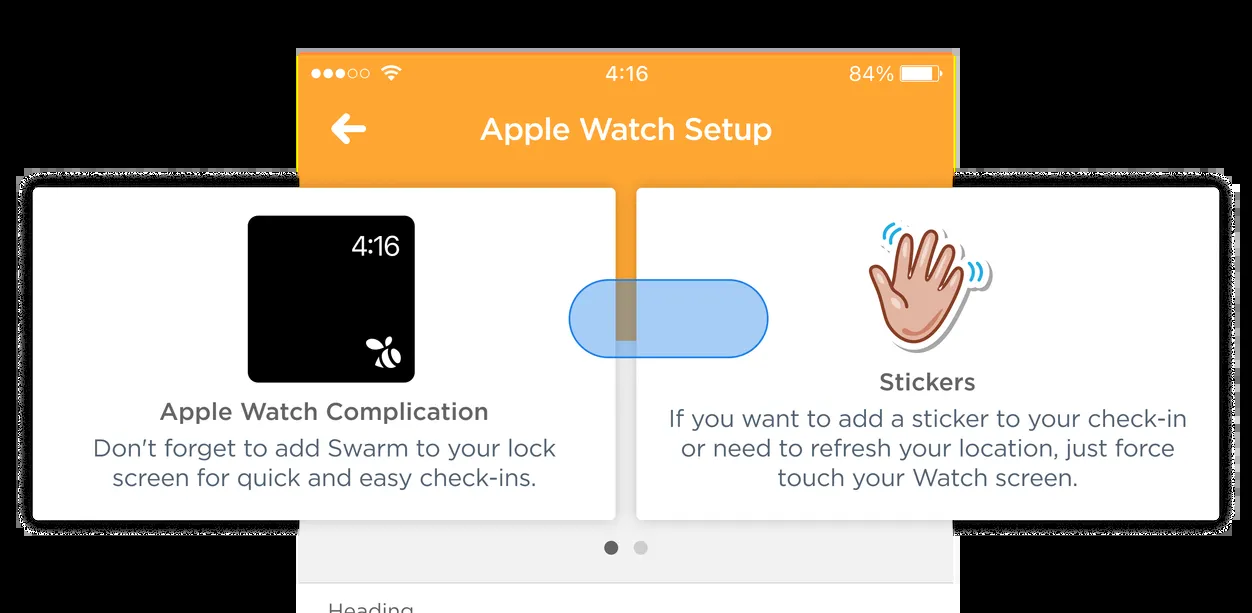 4:16
84%
Apple Watch Setup
4:16
Apple Watch Complication
Don't forget to add Swarm to your lock
screen for quick and easy check-ins.
Stickers
If you want to add a sticker to your check-in
or need to refresh your location, just force
touch your Watch screen.
Heading